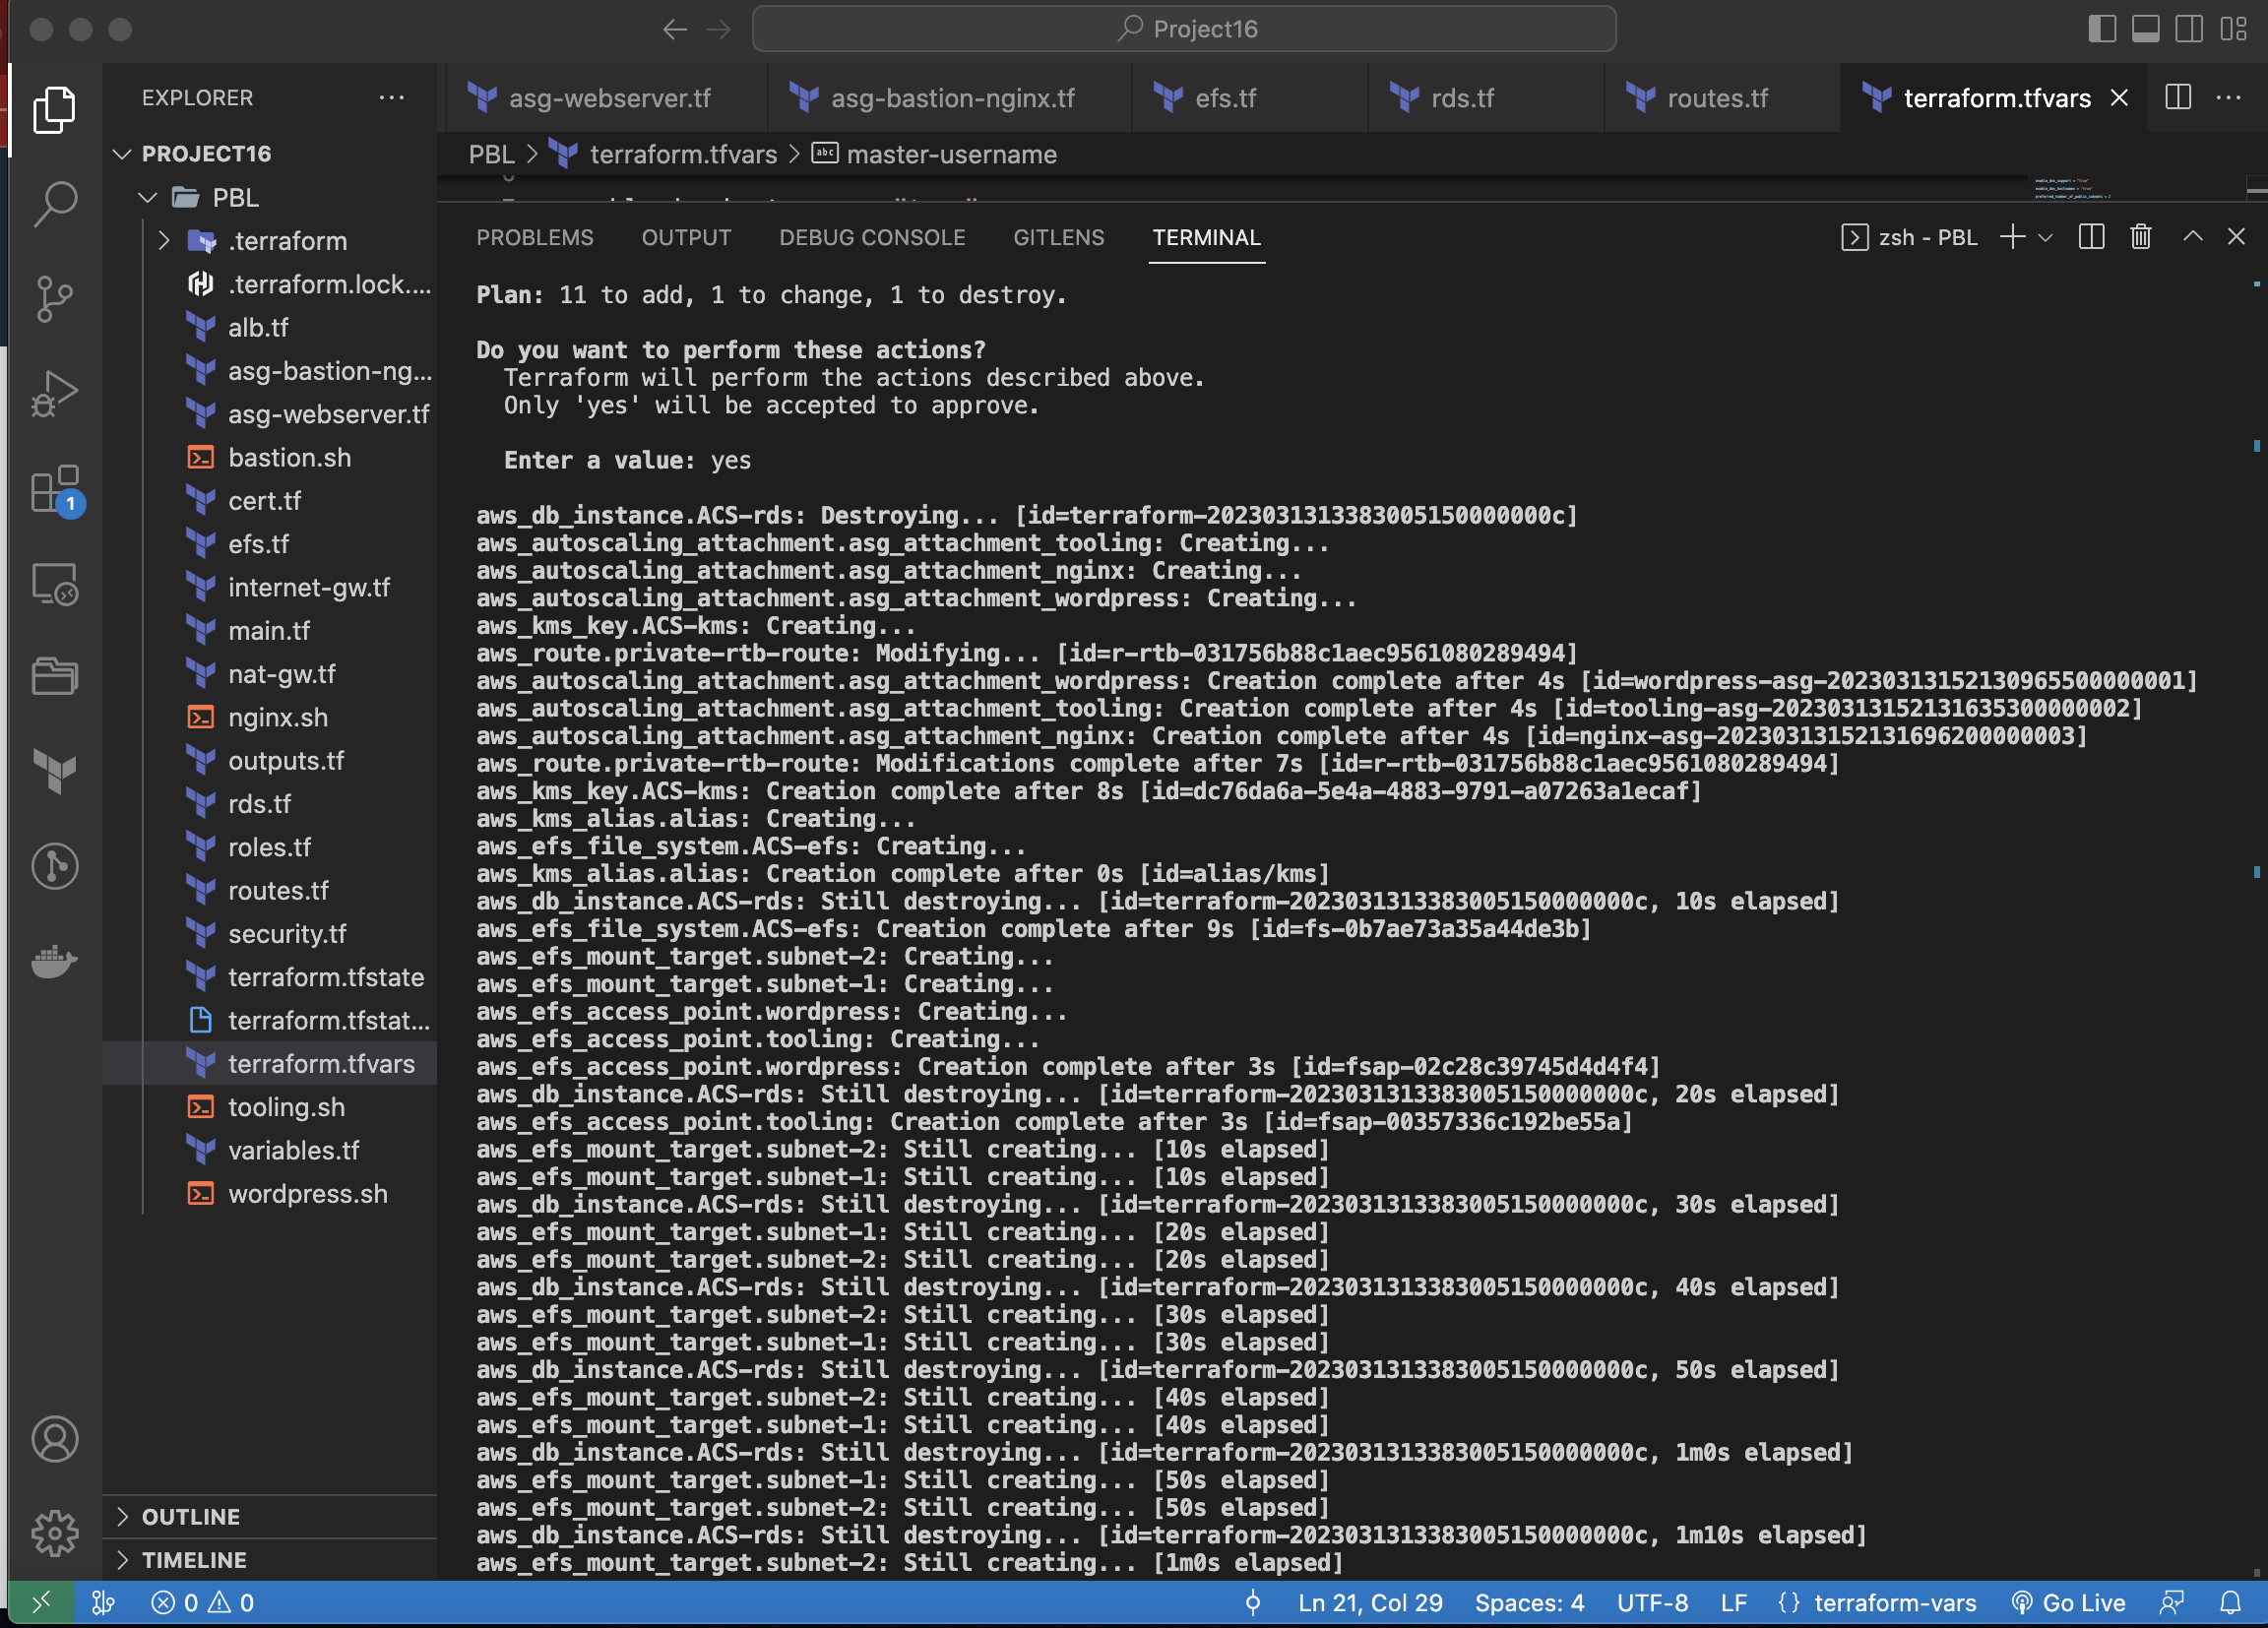 Project16
EXPLORER
asg-webserver.tf
asg-bastion-nginx.tf
efs.tf
rds.tf
routes.tf
terraform.tfvars
PROJECT16
PBL
.terraform
.terraform.lock....
alb.tf
asg-bastion-ng...
asg-webserver.tf
bastion.sh
cert.tf
efs.tf
internet-gw.tf
main.tf
nat-gw.tf
nginx.sh
outputs.tf
rds.tf
roles.tf
routes.tf
security.tf
terraform.tfstate
terraform.tfstat...
terraform.tfvars
tooling.sh
variables.tf
wordpress.sh
OUTLINE
TIMELINE
1
PBL > terraform.tfvars > abc master-username
PROBLEMS OUTPUT DEBUG CONSOLE GITLENS TERMINAL
zsh - PBL
Plan: 11 to add, 1 to change, 1 to destroy.
Do you want to perform these actions?
Terraform will perform the actions described above.
Only 'yes' will be accepted to approve.
Enter a value: yes
aws_db_instance.ACS-rds: Destroying... [id=terraform-20230313133830051500000000c]
aws_autoscaling_attachment.asg_attachment_tooling: Creating...
aws_autoscaling_attachment.asg_attachment_nginx: Creating...
aws_autoscaling_attachment.asg_attachment_wordpress: Creating...
aws_kms_key.ACS-kms: Creating...
aws_route.private-rtb-route: Modifying... [id=r-rtb-031756b88c1aec9561080289494]
aws_autoscaling_attachment.asg_attachment_wordpress: Creation complete after 4s [id=wordpress-asg-20230313152130965500000001]
aws_autoscaling_attachment.asg_attachment_tooling: Creation complete after 4s [id=tooling-asg-20230313152131635300000002]
aws_autoscaling_attachment.asg_attachment_nginx: Creation complete after 4s [id=nginx-asg-20230313152131696200000003]
aws_route.private-rtb-route: Modifications complete after 7s [id=r-rtb-031756b88c1aec9561080289494]
aws_kms_key.ACS-kms: Creation complete after 8s [id=dc76da6a-5e4a-4883-9791-a07263a1ecaf]
aws_kms_alias.alias: Creating...
aws_efs_file_system.ACS-efs: Creating...
aws_kms_alias.alias: Creation complete after 0s [id=alias/kms]
aws_db_instance.ACS-rds: Still destroying... [id=terraform-20230313133830051500000000c, 10s elapsed]
aws_efs_file_system.ACS-efs: Creation complete after 9s [id=fs-0b7ae73a35a44de3b]
aws_efs_mount_target.subnet-2: Creating...
aws_efs_mount_target.subnet-1: Creating...
aws_efs_access_point.wordpress: Creating...
aws_efs_access_point.tooling: Creating...
aws_efs_access_point.wordpress: Creation complete after 3s [id=fsap-02c28c39745d4d4f4]
aws_db_instance.ACS-rds: Still destroying... [id=terraform-20230313133830051500000000c, 20s elapsed]
aws_efs_access_point.tooling: Creation complete after 3s [id=fsap-00357336c192be55a]
aws_efs_mount_target.subnet-2: Still creating... [10s elapsed]
aws_efs_mount_target.subnet-1: Still creating... [10s elapsed]
aws_db_instance.ACS-rds: Still destroying... [id=terraform-20230313133830051500000000c, 30s elapsed]
aws_efs_mount_target.subnet-1: Still creating... [20s elapsed]
aws_efs_mount_target.subnet-2: Still creating... [20s elapsed]
aws_db_instance.ACS-rds: Still destroying... [id=terraform-20230313133830051500000000c, 40s elapsed]
aws_efs_mount_target.subnet-2: Still creating... [30s elapsed]
aws_efs_mount_target.subnet-1: Still creating... [30s elapsed]
aws_db_instance.ACS-rds: Still destroying... [id=terraform-20230313133830051500000000c, 50s elapsed]
aws_efs_mount_target.subnet-2: Still creating... [40s elapsed]
aws_efs_mount_target.subnet-1: Still creating... [40s elapsed]
aws_db_instance.ACS-rds: Still destroying... [id=terraform-20230313133830051500000000c, 1m0s elapsed]
aws_efs_mount_target.subnet-1: Still creating... [50s elapsed]
aws_efs_mount_target.subnet-2: Still creating... [50s elapsed]
aws_db_instance.ACS-rds: Still destroying... [id=terraform-20230313133830051500000000c, 1m10s elapsed]
aws_efs_mount_target.subnet-2: Still creating... [1m0s elapsed]
0 0
Ln 21, Col 29 Spaces: 4 UTF-8 LF {} terraform-vars Go Live